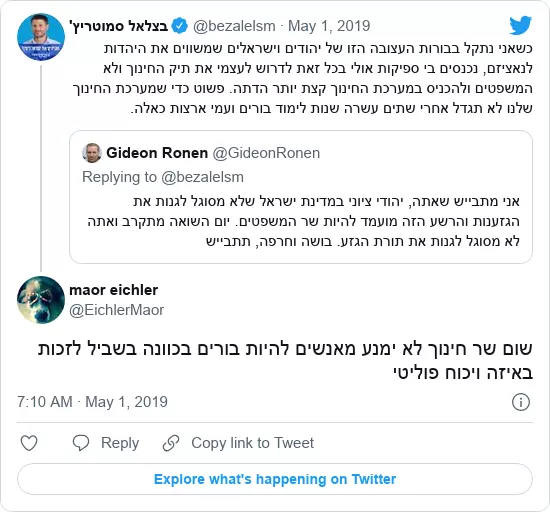 בצלאל סמוטריץ' @bezalelsm · May 1, 2019
כשאני נתקל בבורות העצובה הזו של יהודים וישראלים שמשווים את היהדות
לנאציזם, נכנסים בי ספיקות אולי בכל זאת לדרוש לעצמי את תיק החינוך ולא
המשפטים ולהכניס במערכת החינוך קצת יותר הדתה. פשוט כדי שמערכת החינוך
שלנו לא תגדל אחרי שתים עשרה שנות לימוד בורים ועמי ארצות כאלה.
Gideon Ronen @GideonRonen
Replying to @bezalelsm
אני מתבייש שאתה, יהודי ציוני במדינת ישראל שלא מסוגל לגנות את
הגזענות והרשע הזה מועמד להיות שר המשפטים. יום השואה מתקרב ואתה
לא מסוגל לגנות את תורת הגזע. בושה וחרפה, תתבייש
maor eichler
@EichlerMaor
שום שר חינוך לא ימנע מאנשים להיות בורים בכוונה בשביל לזכות
באיזה ויכוח פוליטי
7:10 AM · May 1, 2019
Reply
Copy link to Tweet
Explore what's happening on Twitter